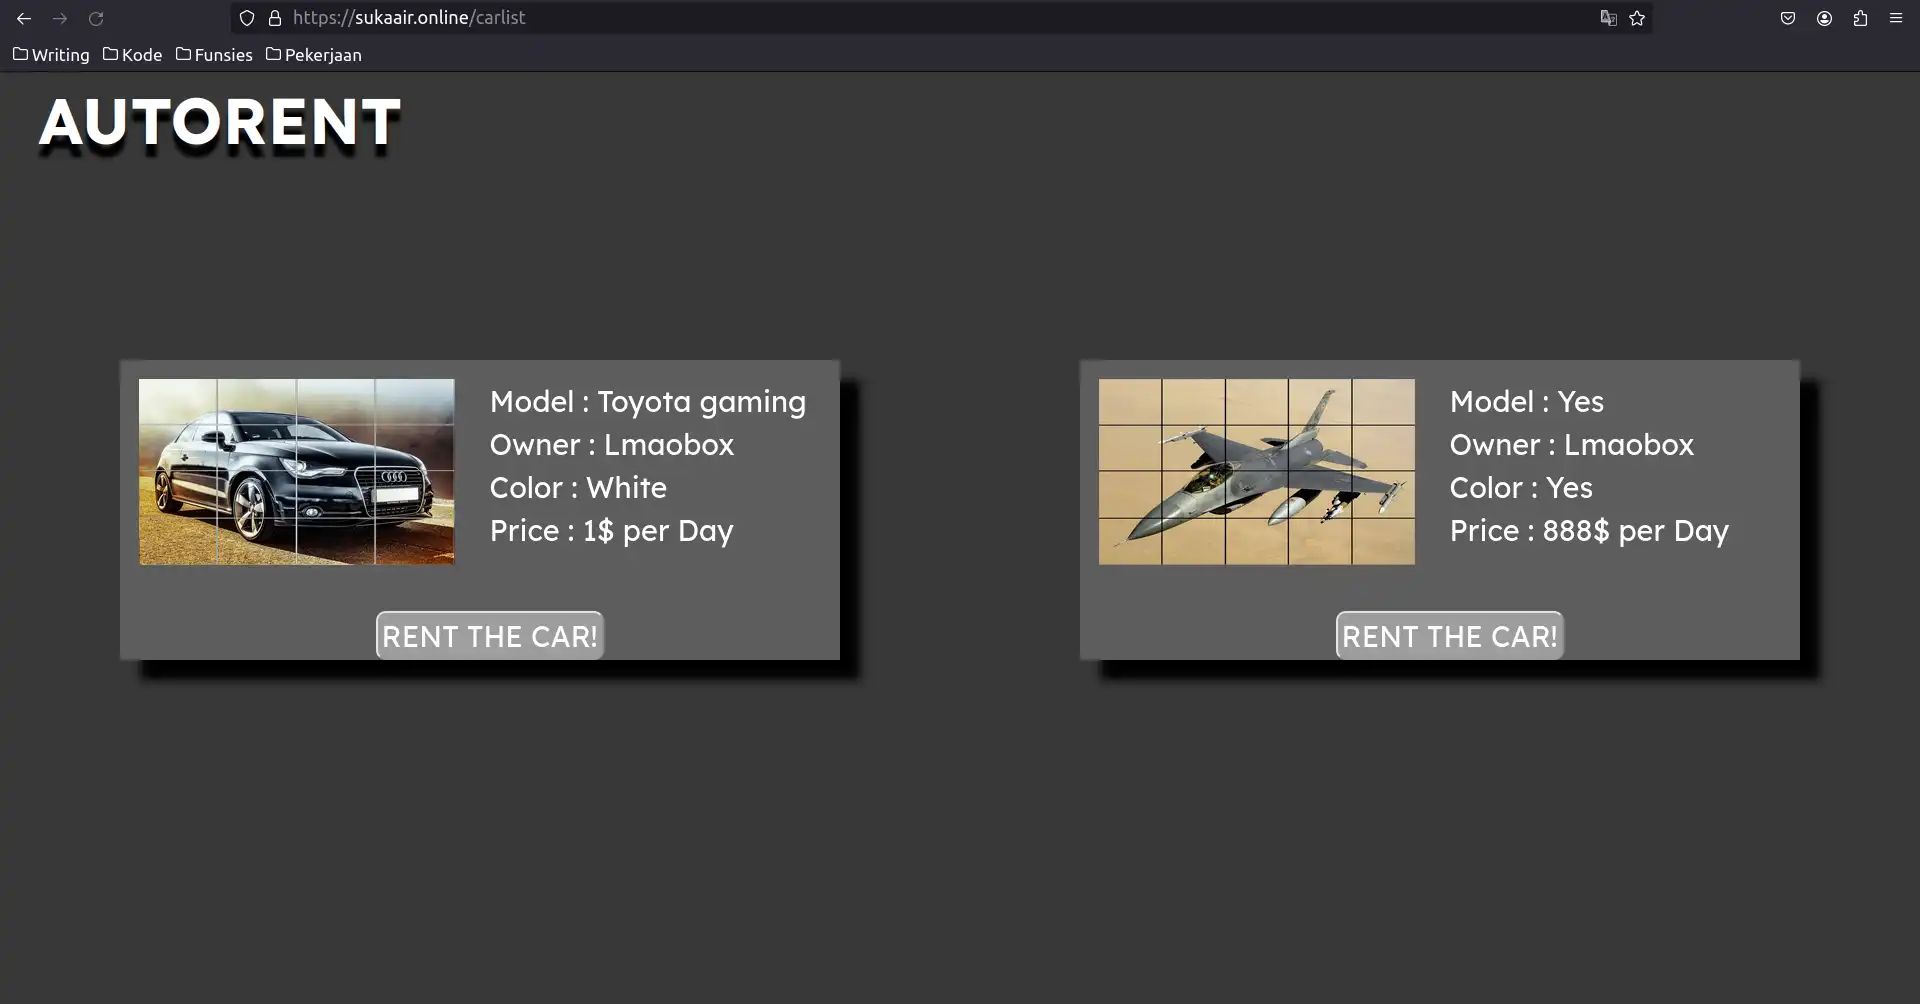 https://sukaair.online/carlist
Writing Kode Funsies Pekerjaan
AUTORENT
Model : Toyota gaming
Owner : Lmaobox
Color : White
Price : 1$ per Day
RENT THE CAR!
Model : Yes
Owner : Lmaobox
Color : Yes
Price : 888$ per Day
RENT THE CAR!